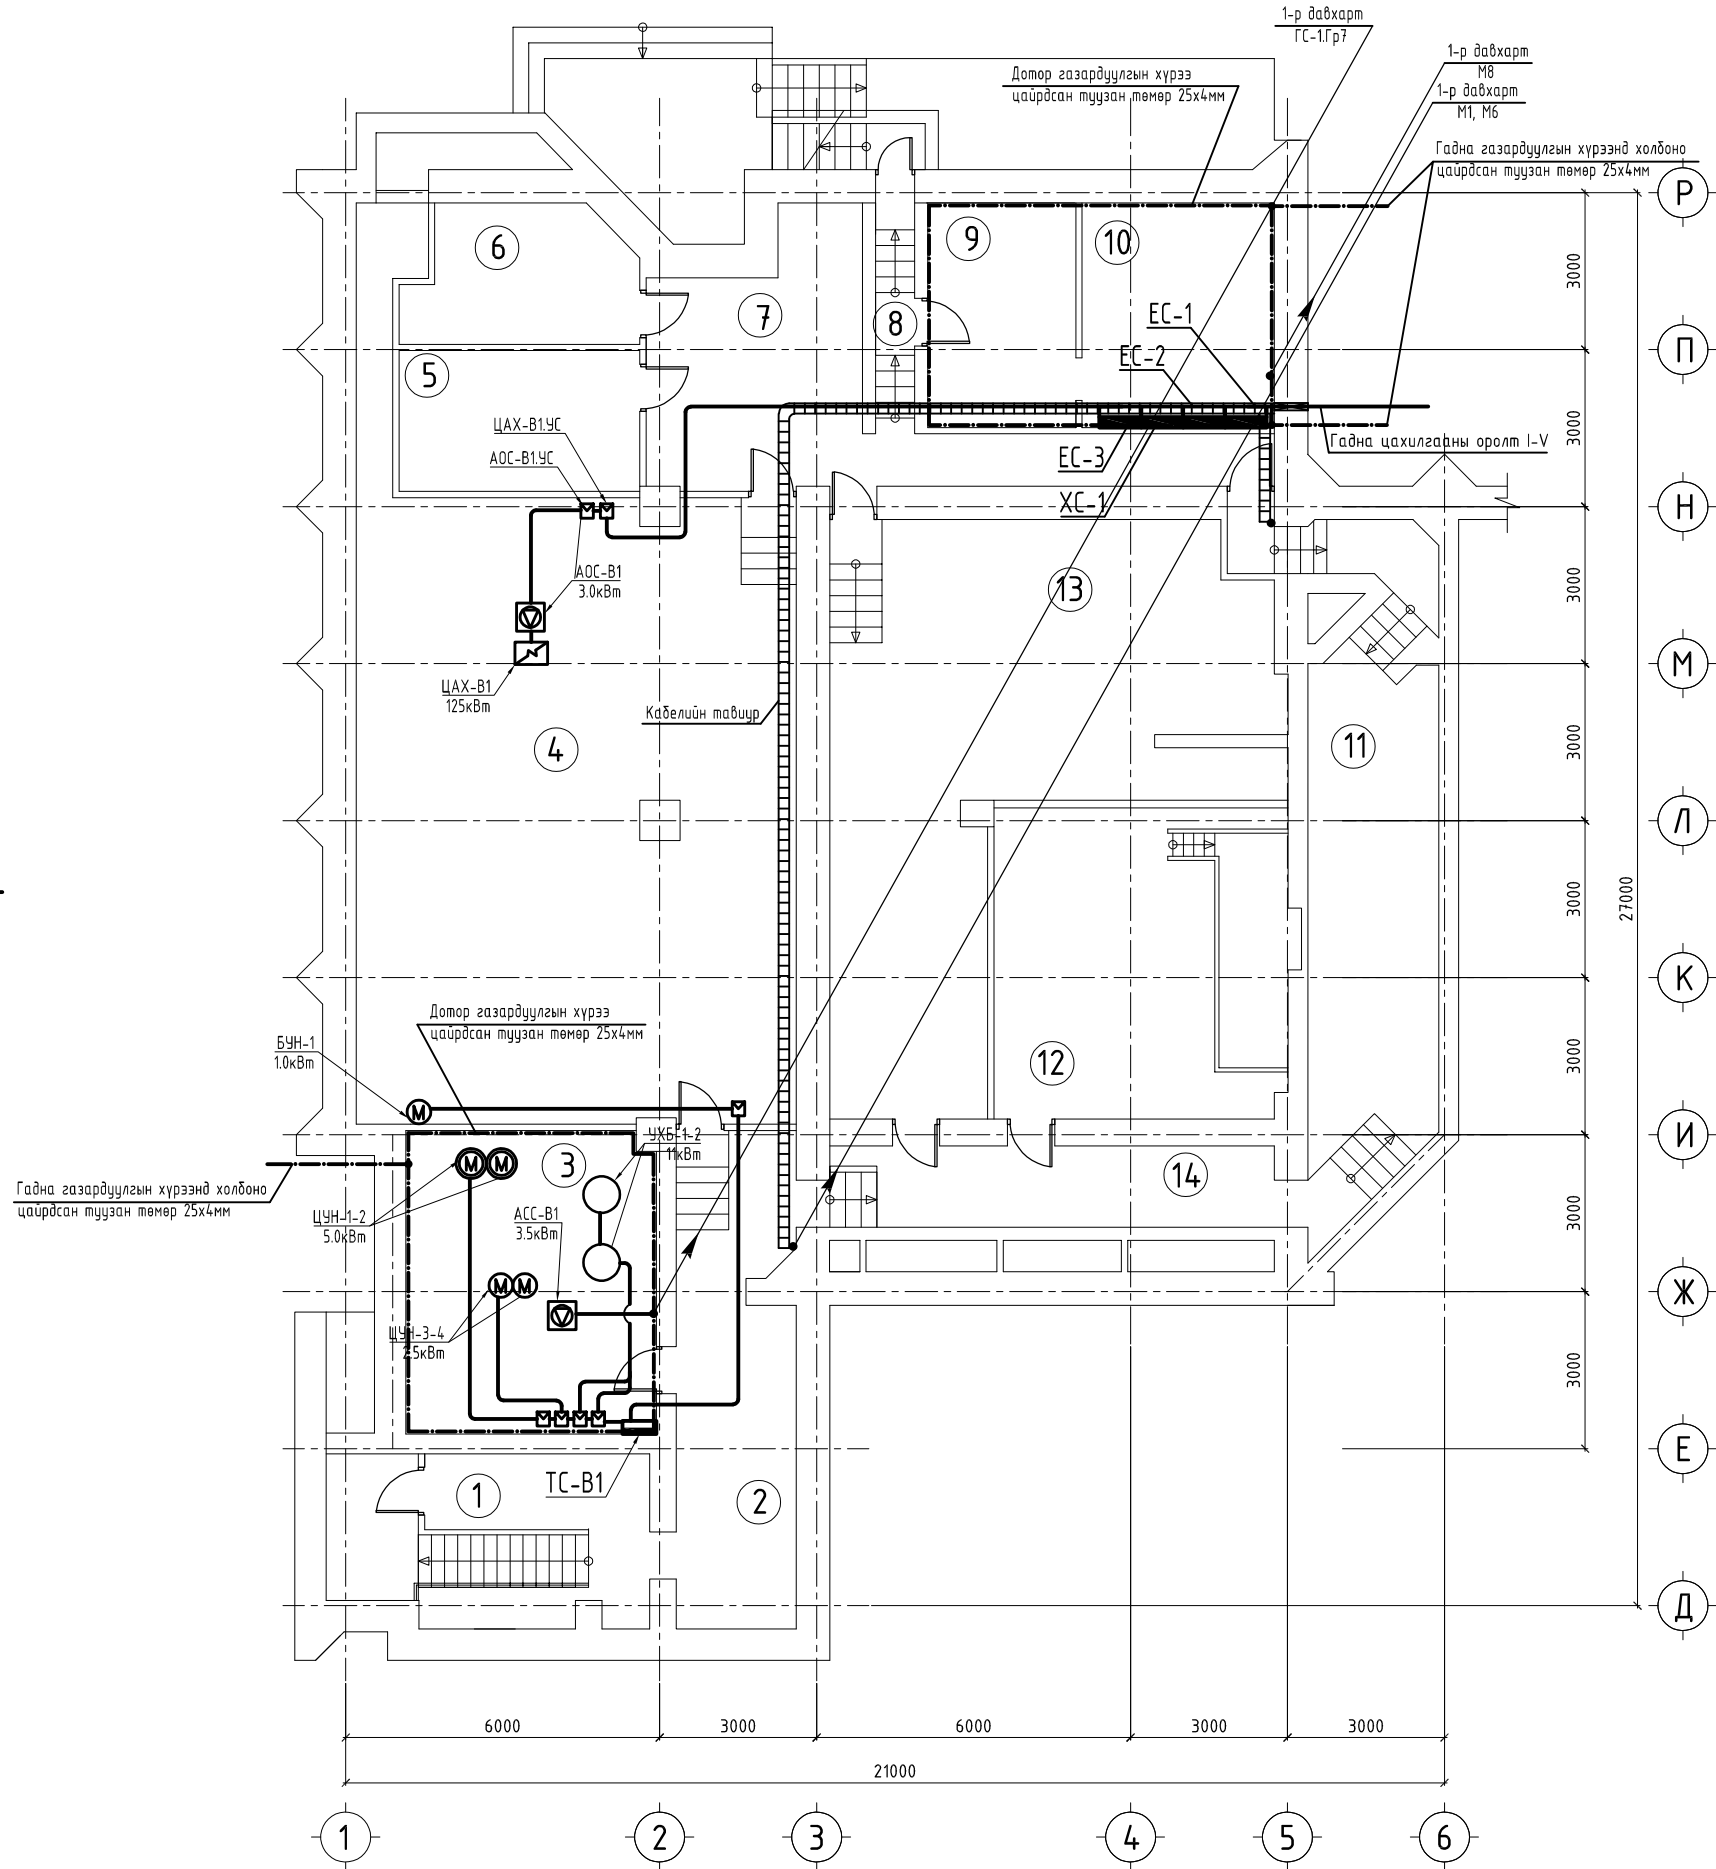 1-р давхарт
ГС-1.Гр7
1-р давхарт
М8
1-р давхарт
М1, М6
Дотор газардуулгын хүрээ
цайрдсан туузан төмөр 25х4мм
Гадна газардуулгын хүрээнд холбоно
цайрдсан туузан төмөр 25х4мм
Р
6
9
10
3000
7
8
ЕС-1
П
ЕС-2
5
ЦАХ-В1.УС
3000
Гадна цахилгааны оролт I-V
АОС-В1.УС
ЕС-3
ХС-1
Н
АОС-В1
3.0кВт
13
3000
М
ЦАХ-В1
125кВт
Кабелийн тавиур
4
11
3000
Л
3000
27000
К
Дотор газардуулгын хүрээ
цайрдсан туузан төмөр 25х4мм
БУН-1
1.0кВт
12
3000
М
И
УХБ-1-2
11кВт
М
М
3
14
Гадна газардуулгын хүрээнд холбоно
цайрдсан туузан төмөр 25х4мм
ЦУН-1-2
5.0кВт
АСС-В1
3.5кВт
3000
М
М
Ж
ЦУН-3-4
2.5кВт
3000
Е
ТС-В1
1
2
Д
6000
3000
6000
3000
3000
21000
1
2
3
4
5
6